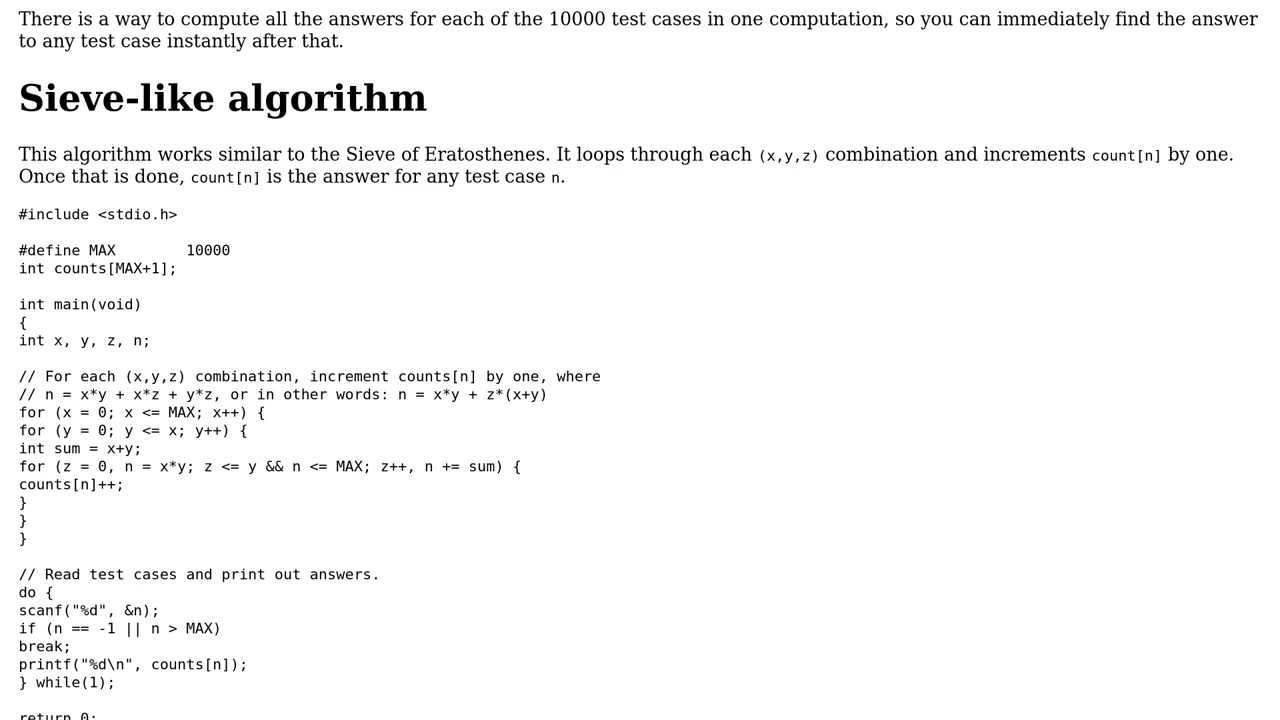 There is a way to compute all the answers for each of the 10000 test cases in one computation, so you can immediately find the answer
to any test case instantly after that.
Sieve-like algorithm
This algorithm works similar to the Sieve of Eratosthenes. It loops through each (x,y,z) combination and increments count[n] by one.
Once that is done, count[n] is the answer for any test case n.
#include <stdio.h>
#define MAX        10000
int counts[MAX+1];
int main(void)
{
int x, y, z, n;
// For each (x,y,z) combination, increment counts[n] by one, where
// n = x*y + x*z + y*z, or in other words: n = x*y + z*(x+y)
for (x = 0; x <= MAX; x++) {
for (y = 0; y <= x; y++) {
int sum = x+y;
for (z = 0, n = x*y; z <= y && n <= MAX; z++, n += sum) {
counts[n]++;
}
}
}
// Read test cases and print out answers.
do {
scanf("%d", &n);
if (n == -1 || n > MAX)
break;
printf("%d\n", counts[n]);
} while(1);
return 0;